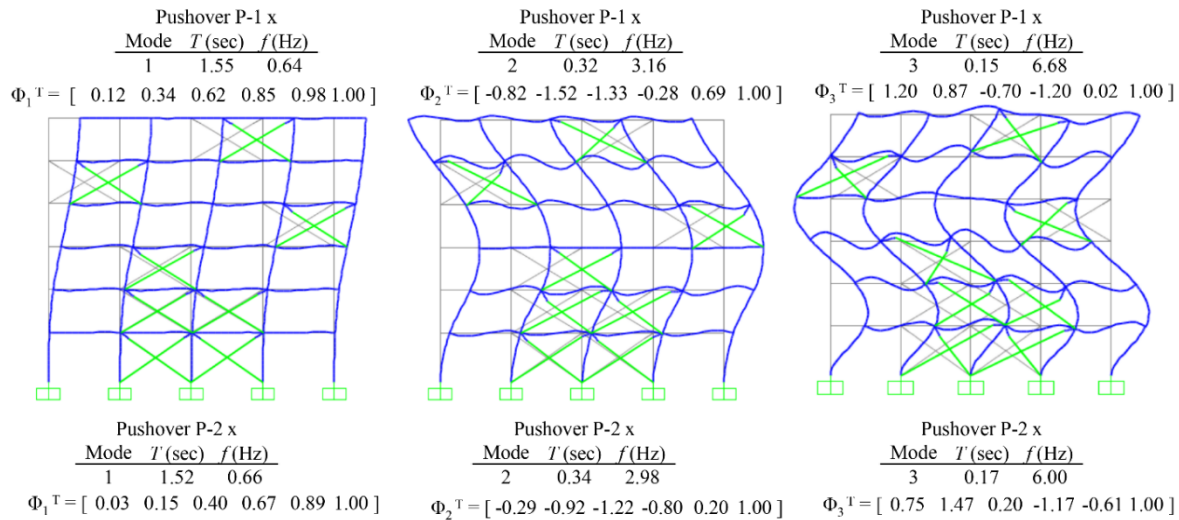 Pushover P-1 x
Mode T (sec) f (Hz)
1 1.55 0.64
Φ₁ᵀ = [ 0.12 0.34 0.62 0.85 0.98 1.00 ]
Pushover P-1 x
Mode T (sec) f (Hz)
2 0.32 3.16
Φ₂ᵀ = [ -0.82 -1.52 -1.33 -0.28 0.69 1.00 ]
Pushover P-1 x
Mode T (sec) f (Hz)
3 0.15 6.68
Φ₃ᵀ = [ 1.20 0.87 -0.70 -1.20 0.02 1.00 ]
Pushover P-2 x
Mode T (sec) f (Hz)
1 1.52 0.66
Φ₁ᵀ = [ 0.03 0.15 0.40 0.67 0.89 1.00 ]
Pushover P-2 x
Mode T (sec) f (Hz)
2 0.34 2.98
Φ₂ᵀ = [ -0.29 -0.92 -1.22 -0.80 0.20 1.00 ]
Pushover P-2 x
Mode T (sec) f (Hz)
3 0.17 6.00
Φ₃ᵀ = [ 0.75 1.47 0.20 -1.17 -0.61 1.00 ]